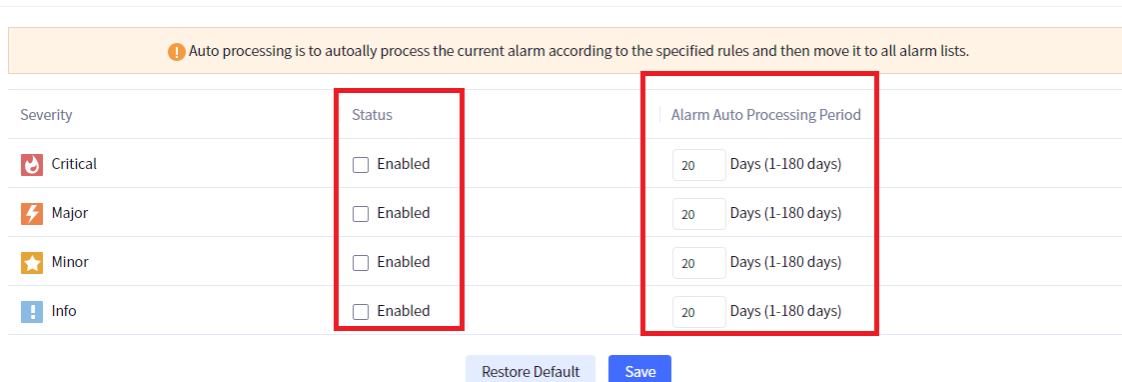 Auto processing is to autoally process the current alarm according to the specified rules and then move it to all alarm lists.
Severity Status Alarm Auto Processing Period
Critical Enabled 20 Days (1-180 days)
Major Enabled 20 Days (1-180 days)
Minor Enabled 20 Days (1-180 days)
Info Enabled 20 Days (1-180 days)
Restore Default Save